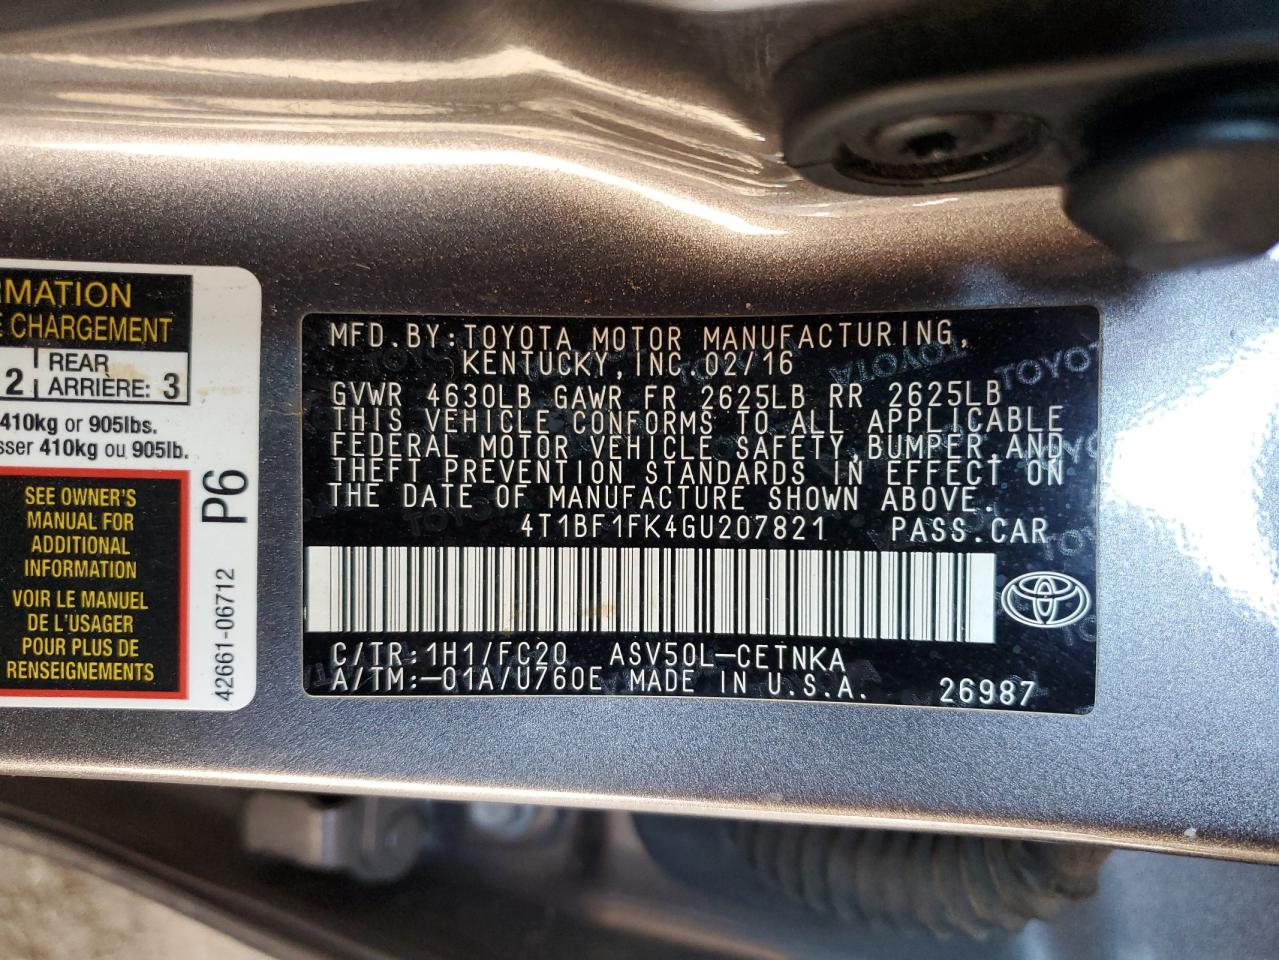 RMATION
E CHARGEMENT
2 REAR
ARRIÈRE: 3
410kg or 905lbs.
sser 410kg ou 905lb.
SEE OWNER'S
MANUAL FOR
ADDITIONAL
INFORMATION
VOIR LE MANUEL
DE L'USAGER
POUR PLUS DE
RENSEIGNEMENTS
P6
42661-06712
MFD.BY:TOYOTA MOTOR MANUFACTURING,
KENTUCKY,INC 02/16
GVWR 4630LB GAWR FR 2625LB RR 2625LB
THIS VEHICLE CONFORMS TO ALL APPLICABLE
FEDERAL MOTOR VEHICLE SAFETY,BUMPER,AND
THEFT PREVENTION STANDARDS IN EFFECT ON
THE DATE OF MANUFACTURE SHOWN ABOVE.
4T1BF1FK4GU207821 PASS.CAR
C/TR:1H1/FC20 ASV50L-CETNKA
A/TM:-01A/U760E MADE IN U.S.A. 26987